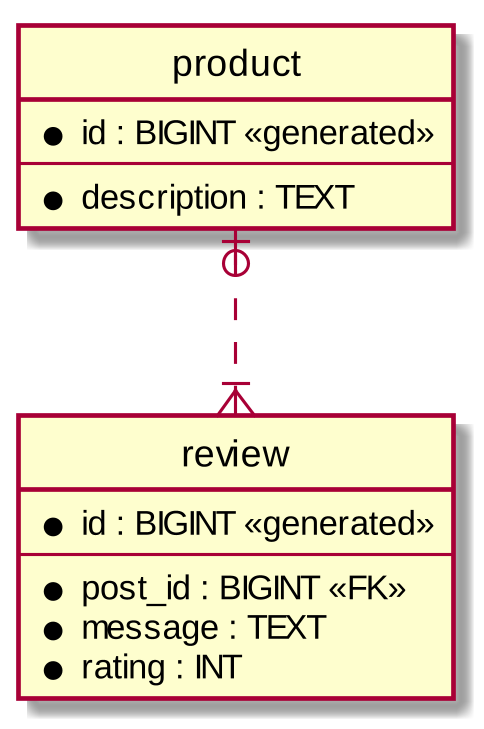 product
id : BIGINT «generated»
description : TEXT
review
id : BIGINT «generated»
post_id : BIGINT «FK»
message : TEXT
rating : INT